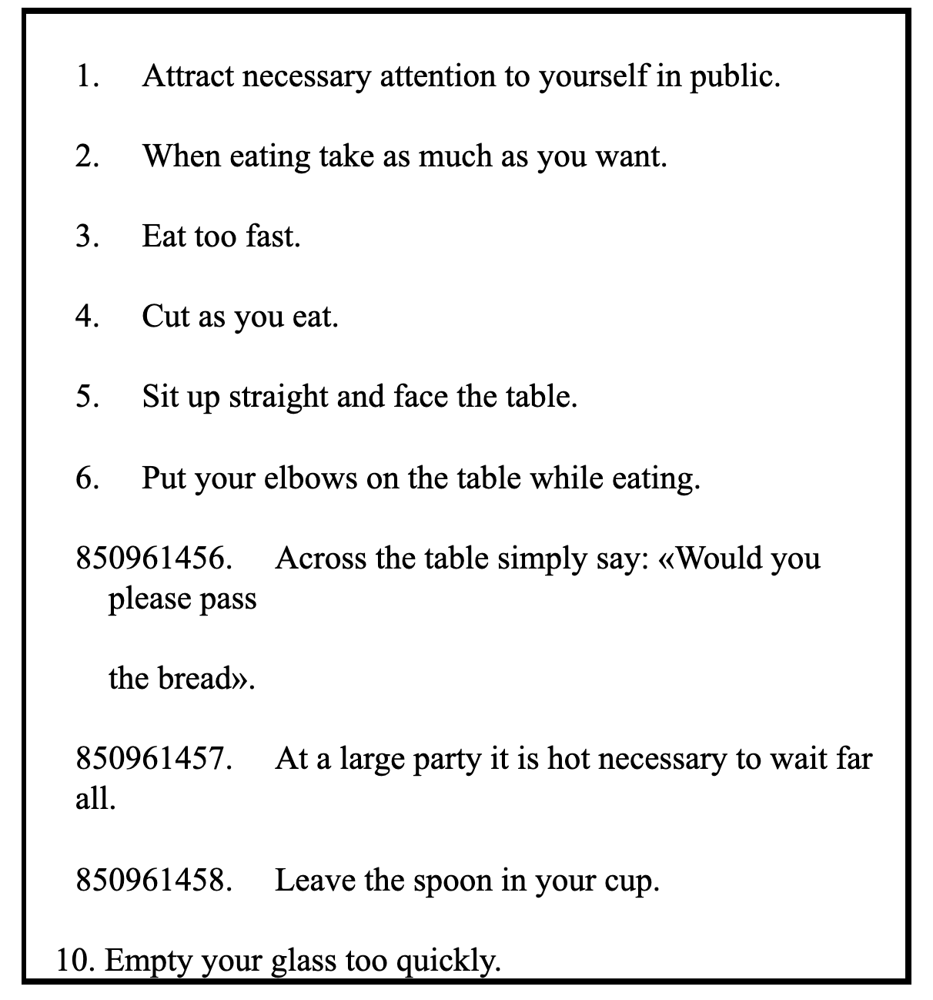 1. Attract necessary attention to yourself in public.
2. When eating take as much as you want.
3. Eat too fast.
4. Cut as you eat.
5. Sit up straight and face the table.
6. Put your elbows on the table while eating.
850961456. Across the table simply say: «Would you
please pass
the bread».
850961457. At a large party it is hot necessary to wait far
all.
850961458. Leave the spoon in your cup.
10. Empty your glass too quickly.